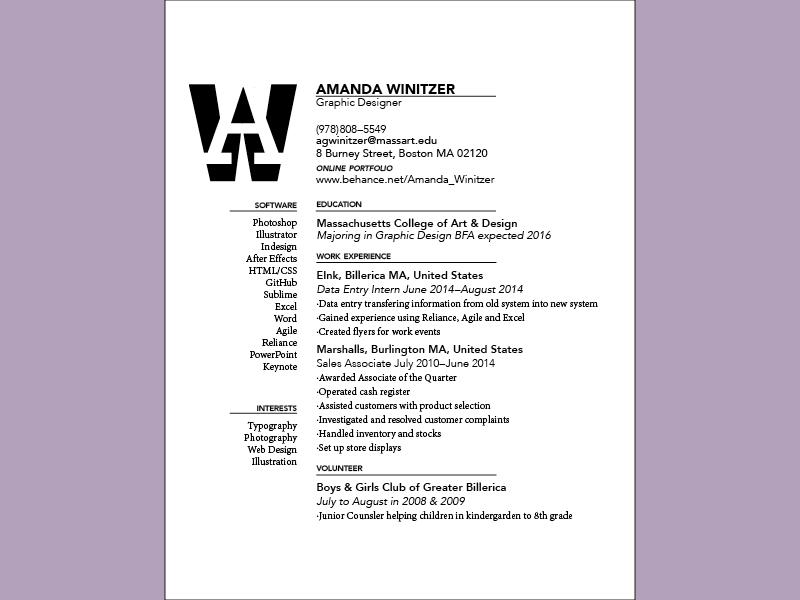 AMANDA WINITZER
Graphic Designer
(978)808–5549
agwinitzer@massart.edu
8 Burney Street, Boston MA 02120
ONLINE PORTFOLIO
www.behance.net/Amanda_Winitzer
SOFTWARE
Photoshop
Illustrator
Indesign
After Effects
HTML/CSS
GitHub
Sublime
Excel
Word
Agile
Reliance
PowerPoint
Keynote
INTERESTS
Typography
Photography
Web Design
Illustration
EDUCATION
Massachusetts College of Art & Design
Majoring in Graphic Design BFA expected 2016
WORK EXPERIENCE
EInk, Billerica MA, United States
Data Entry Intern June 2014–August 2014
·Data entry transfering information from old system into new system
·Gained experience using Reliance, Agile and Excel
·Created flyers for work events
Marshalls, Burlington MA, United States
Sales Associate July 2010–June 2014
·Awarded Associate of the Quarter
·Operated cash register
·Assisted customers with product selection
·Investigated and resolved customer complaints
·Handled inventory and stocks
·Set up store displays
VOLUNTEER
Boys & Girls Club of Greater Billerica
July to August in 2008 & 2009
·Junior Counsler helping children in kindergarden to 8th grade